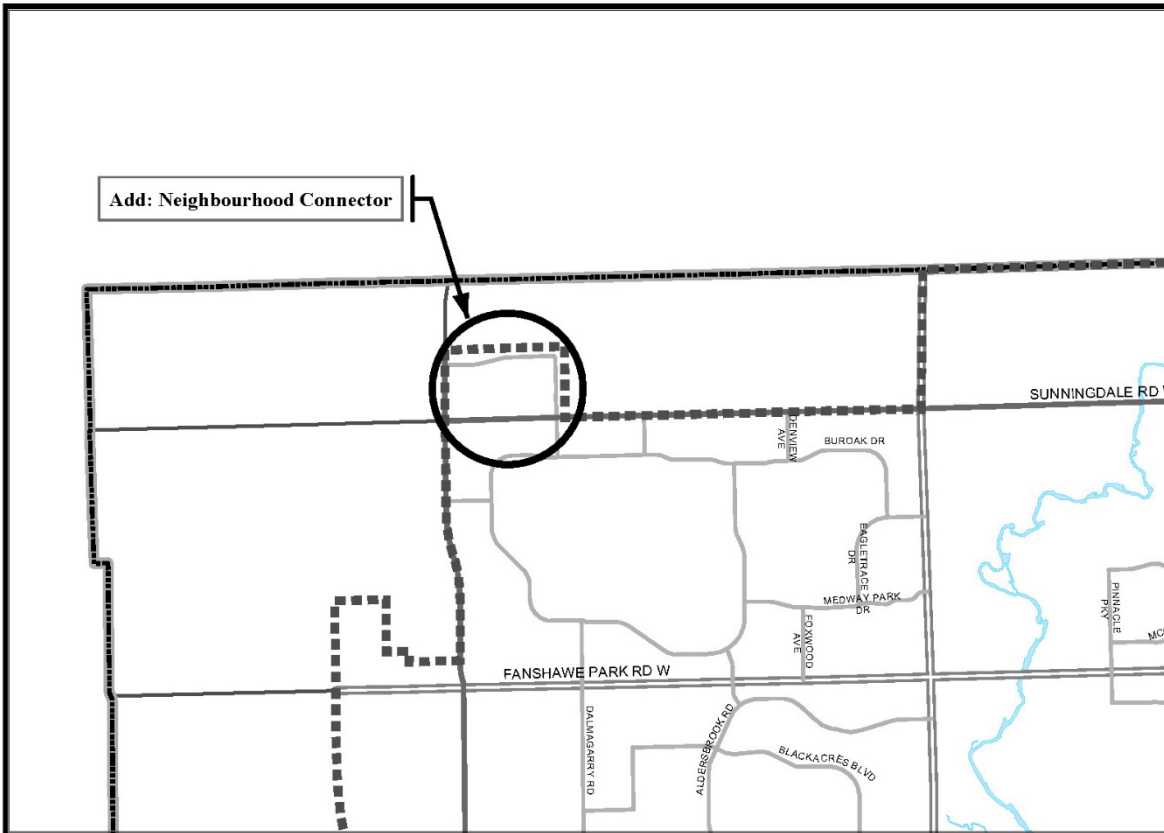 Add: Neighbourhood Connector
SUNNINGDALE RD
DENVIEW
AVE
BUROAK DR
EAGLETRACE
DR
MEDWAY PARK
DR
FOXWOOD
AVE
PINNACLE
PKY
FANSHAWE PARK RD W
DALMAGARRY RD
ALDERSBROOK RD
BLACKACRES BLVD